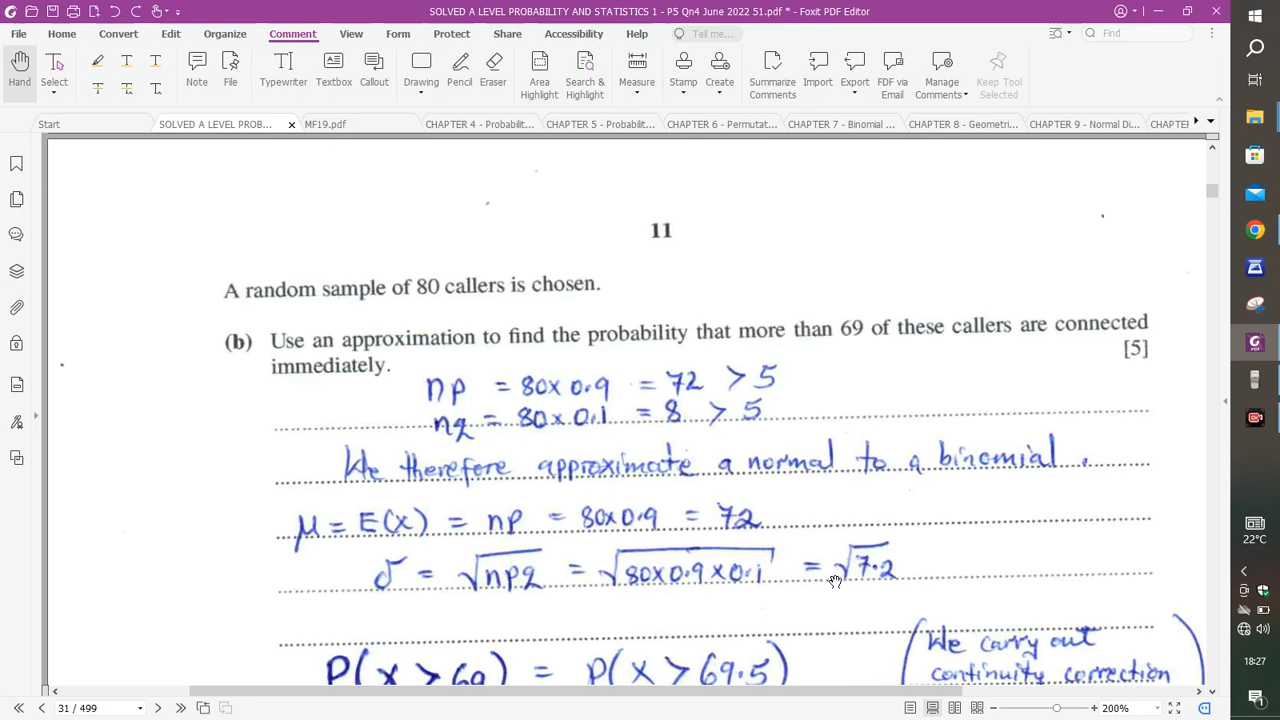 SOLVED A LEVEL PROBABILITY AND STATISTICS 1 - P5 Qn4 June 2022 51.pdf * - Foxit PDF Editor
File Home Convert Edit Organize Comment View Form Protect Share Accessibility Help Tell me... Find
Hand Select Note File Typewriter Textbox Callout Drawing Pencil Eraser Area Highlight Search & Highlight Measure Stamp Create Summarize Comments Import Export FDF via Email Manage Comments Keep Tool Selected
Start SOLVED A LEVEL PROB... MF19.pdf CHAPTER 4 - Probabilit... CHAPTER 5 - Probabilit... CHAPTER 6 - Permutat... CHAPTER 7 - Binomial ... CHAPTER 8 - Geometri... CHAPTER 9 - Normal Di... CHAPTE
11
A random sample of 80 callers is chosen.
(b) Use an approximation to find the probability that more than 69 of these callers are connected
immediately. [5]
np = 80 x 0.9 = 72 > 5
nq = 80 x 0.1 = 8 > 5
We therefore approximate a normal to a binomial.
μ = E(x) = np = 80x0.9 = 72
σ = √npq = √80x0.9x0.1 = √7.2
P(x > 69) = P(x > 69.5)
(We carry out
continuity correction
31 / 499 200%
22°C
18:27